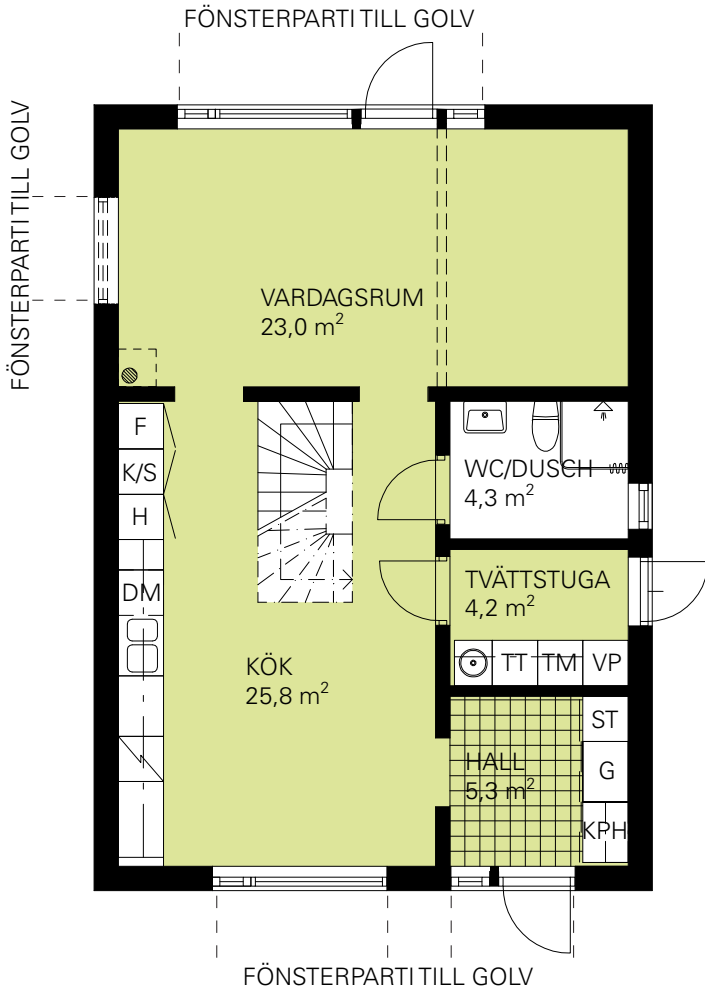 FÖNSTERPARTI TILL GOLV
FÖNSTERPARTI TILL GOLV
VARDAGSRUM
23,0 m²
F
K/S
H
DM
WC/DUSCH
4,3 m²
TVÄTTSTUGA
4,2 m²
TT TM VP
KÖK
25,8 m²
ST
HALL
5,3 m²
G
KPH
FÖNSTERPARTI TILL GOLV